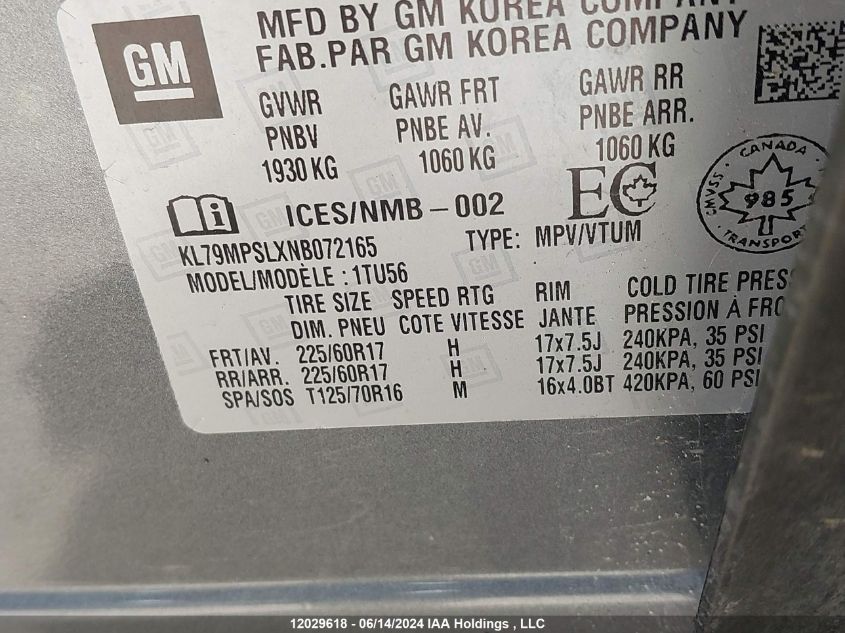 MFD BY GM KOREA COMPANY
FAB.PAR GM KOREA COMPANY
GM
GVWR GAWR FRT GAWR RR
PNBV PNBE AV. PNBE ARR.
1930 KG 1060 KG 1060 KG
ICES/NMB-002 EC
CANADA
CMVSS 985
TRANSPORT
KL79MPSLXNB072165 TYPE: MPV/VTUM
MODEL/MODÈLE : 1TU56
TIRE SIZE SPEED RTG RIM COLD TIRE PRES
DIM. PNEU COTE VITESSE JANTE PRESSION À FRO
FRT/AV. 225/60R17 H 17x7.5J 240KPA, 35 PSI
RR/ARR. 225/60R17 H 17x7.5J 240KPA, 35 PSI
SPA/SOS T125/70R16 M 16x4.0BT 420KPA, 60 PSI
12029618 - 06/14/2024 IAA Holdings , LLC